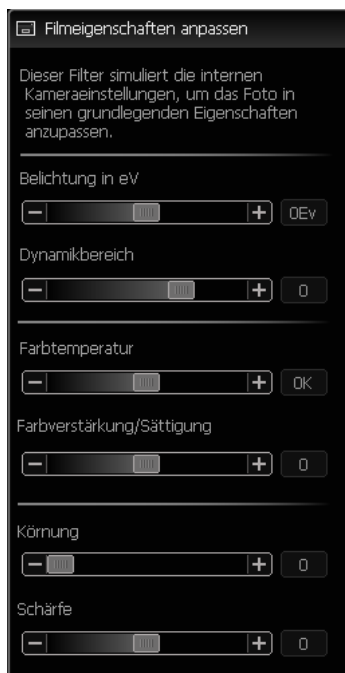 Filmeigenschaften anpassen
Dieser Filter simuliert die internen
Kameraeinstellungen, um das Foto in
seinen grundlegenden Eigenschaften
anzupassen.
Belichtung in eV
0Ev
Dynamikbereich
0
Farbtemperatur
0K
Farbverstärkung/Sättigung
0
Körnung
0
Schärfe
0